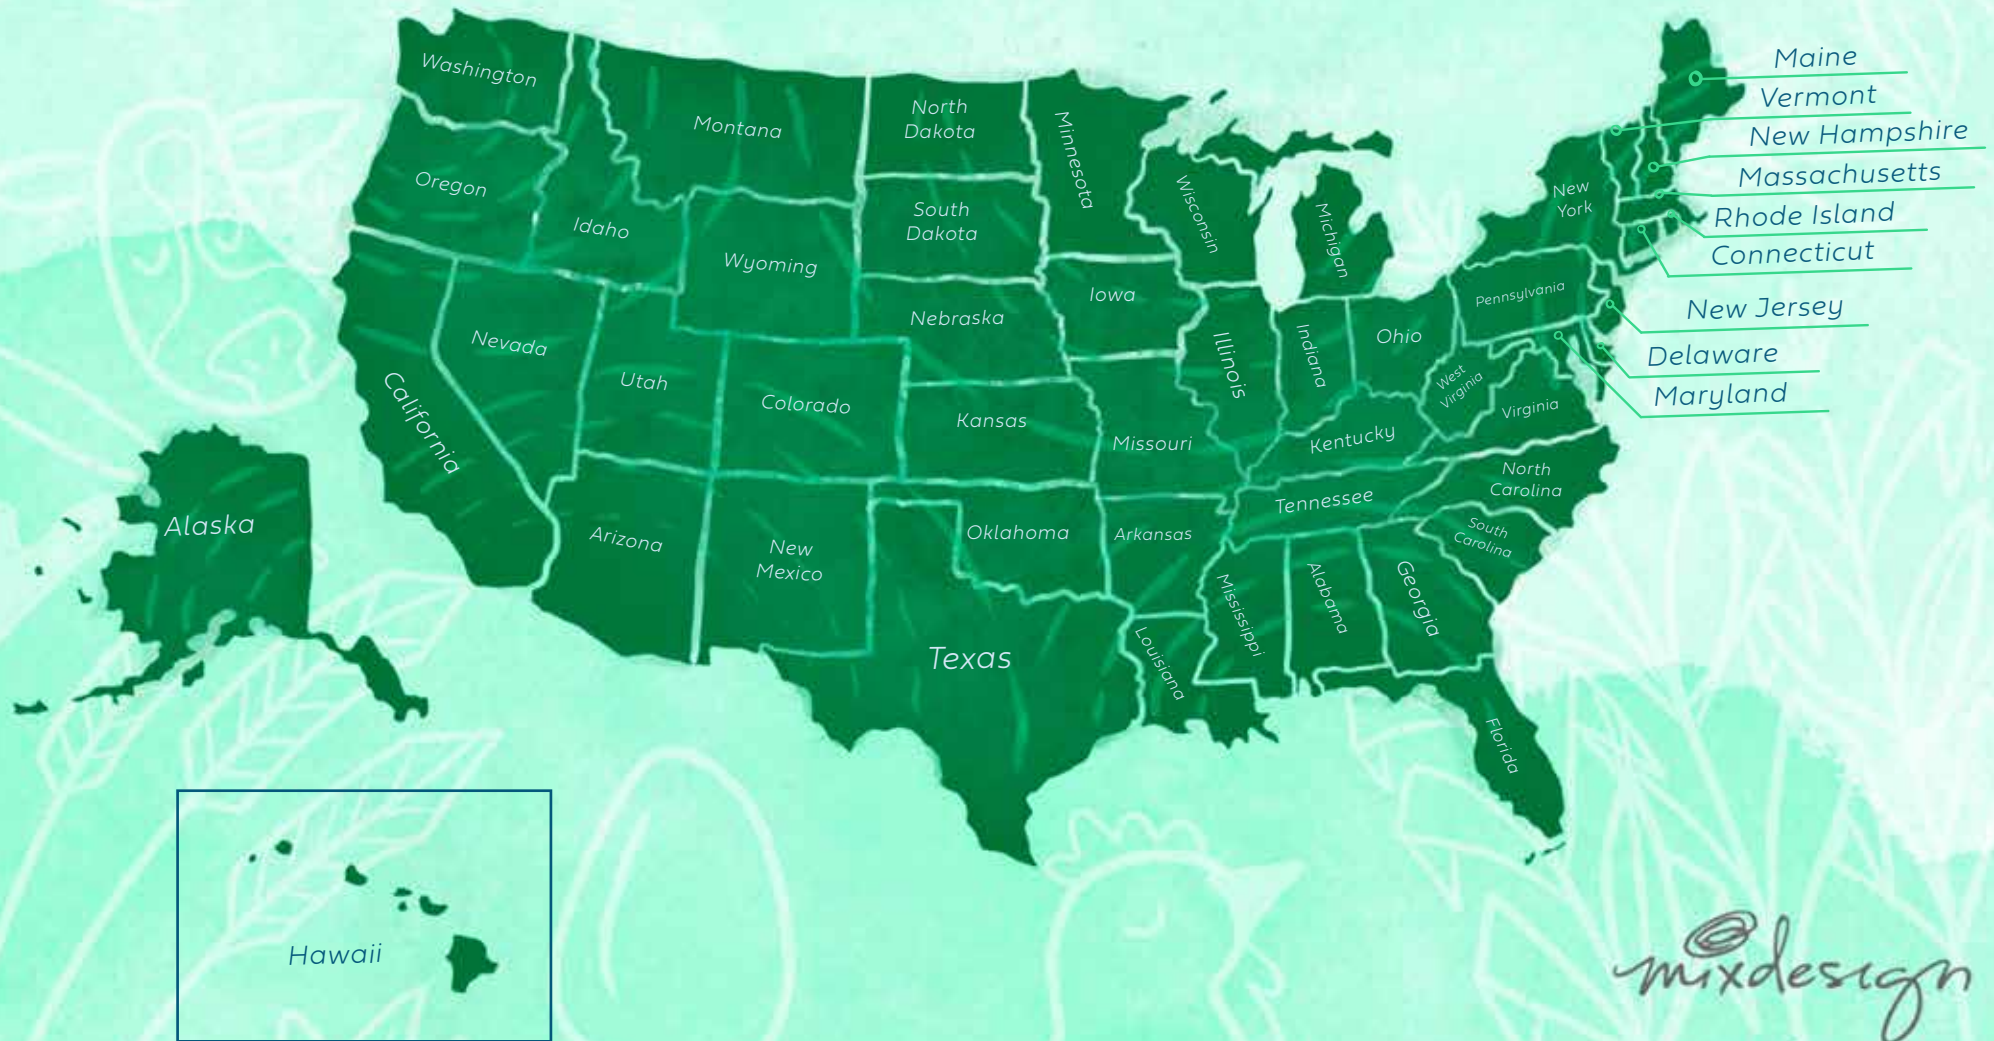 Washington
Montana
North
Dakota
Minnesota
Oregon
Idaho
Wyoming
South
Dakota
Wisconsin
Michigan
New
York
Maine
Vermont
New Hampshire
Massachusetts
Rhode Island
Connecticut
New Jersey
Delaware
Maryland
Nevada
Utah
Colorado
Nebraska
Iowa
Illinois
Indiana
Ohio
Pennsylvania
West
Virginia
Virginia
California
Kansas
Missouri
Kentucky
Tennessee
North
Carolina
South
Carolina
Alaska
Arizona
New
Mexico
Oklahoma
Arkansas
Texas
Louisiana
Mississippi
Alabama
Georgia
Florida
Hawaii
mixdesign